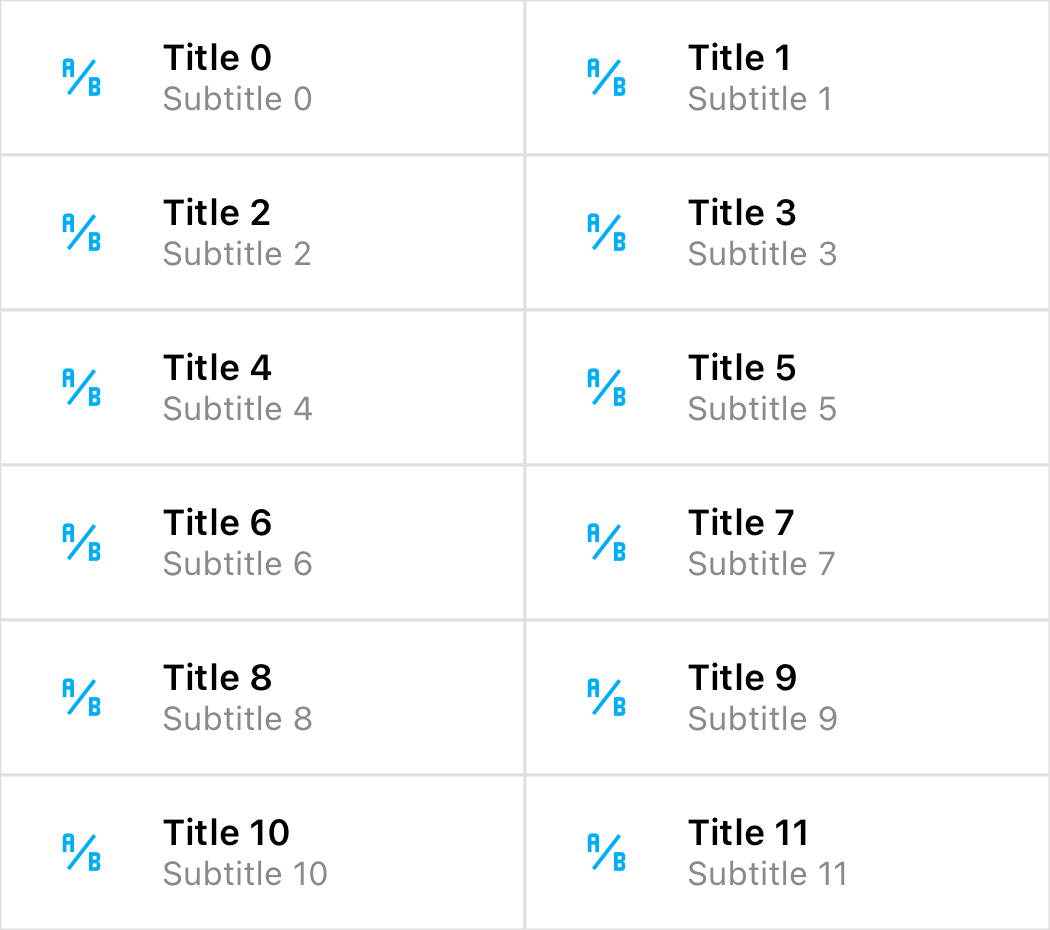 A/B Title 0
Subtitle 0
A/B Title 1
Subtitle 1
A/B Title 2
Subtitle 2
A/B Title 3
Subtitle 3
A/B Title 4
Subtitle 4
A/B Title 5
Subtitle 5
A/B Title 6
Subtitle 6
A/B Title 7
Subtitle 7
A/B Title 8
Subtitle 8
A/B Title 9
Subtitle 9
A/B Title 10
Subtitle 10
A/B Title 11
Subtitle 11